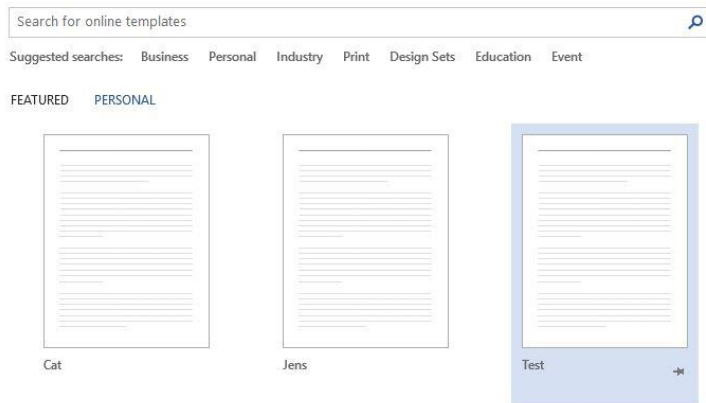 Search for online templates
Suggested searches: Business Personal Industry Print Design Sets Education Event
FEATURED PERSONAL
Cat Jens Test